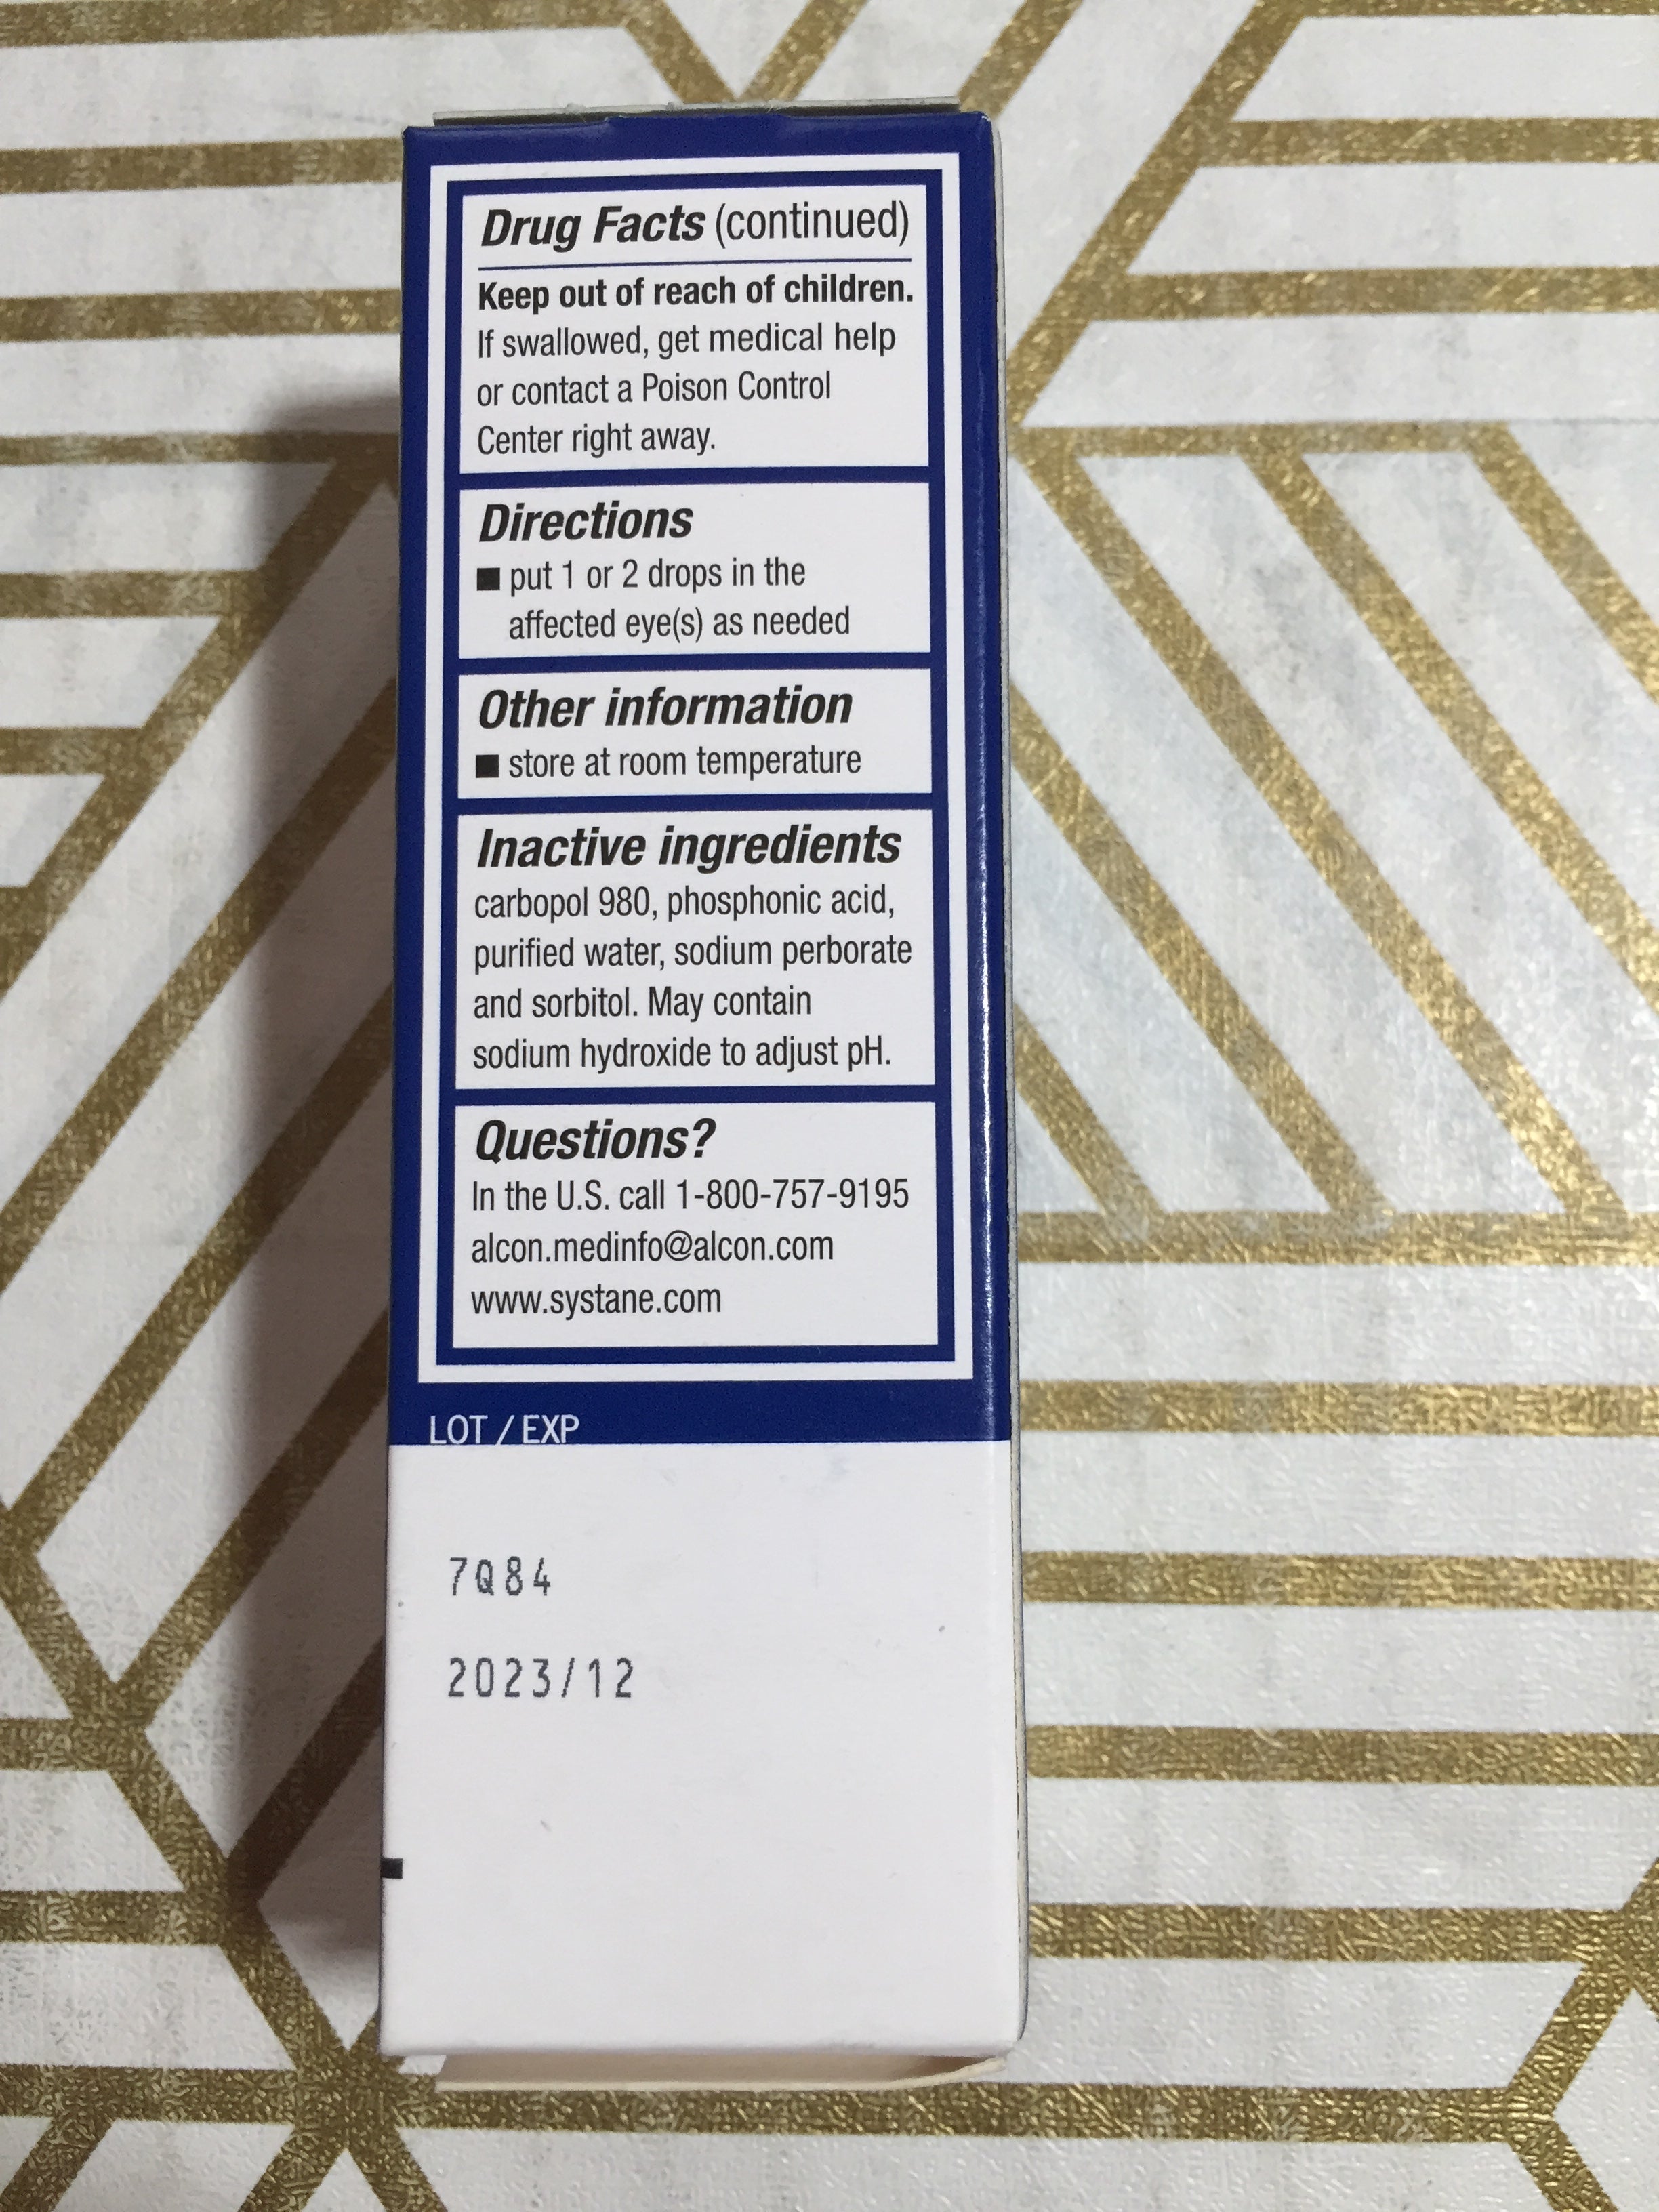 Drug Facts (continued)
Keep out of reach of children.
If swallowed, get medical help
or contact a Poison Control
Center right away.
Directions
■ put 1 or 2 drops in the
affected eye(s) as needed
Other information
■ store at room temperature
Inactive ingredients
carbopol 980, phosphonic acid,
purified water, sodium perborate
and sorbitol. May contain
sodium hydroxide to adjust pH.
Questions?
In the U.S. call 1-800-757-9195
alcon.medinfo@alcon.com
www.systane.com
LOT / EXP
7Q84
2023/12